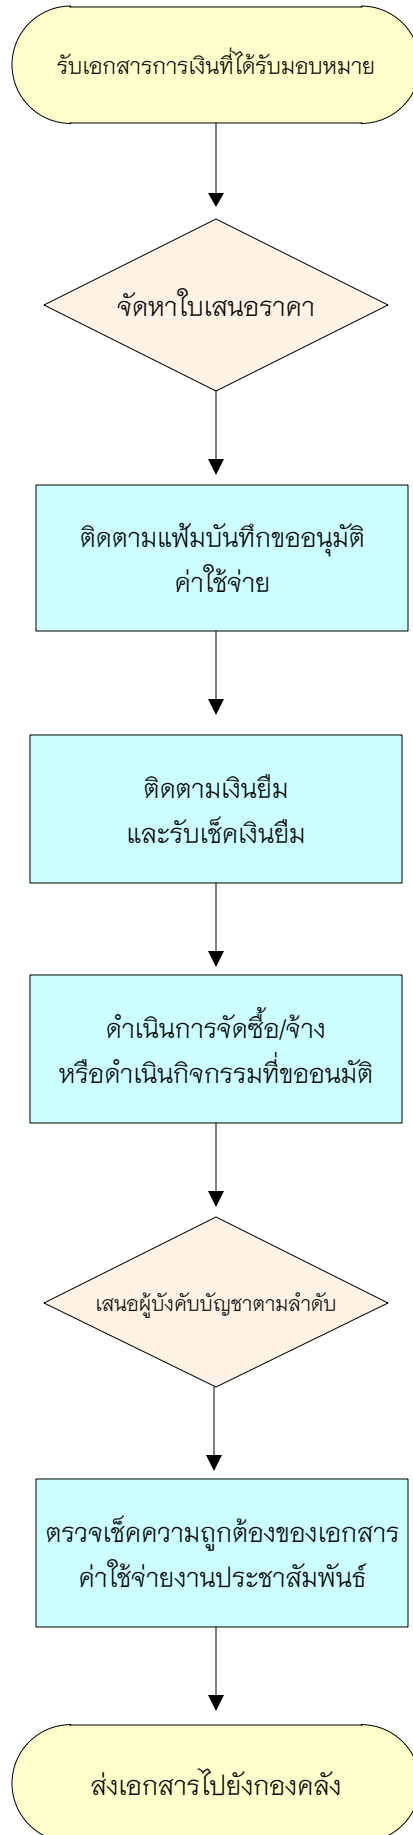 รับเอกสารการเงินที่ได้รับมอบหมาย
จัดหาใบเสนอราคา
ติดตามแฟ้มบันทึกขออนุมัติ
ค่าใช้จ่าย
ติดตามเงินยืม
และรับเช็คเงินยืม
ดำเนินการจัดซื้อ/จ้าง
หรือดำเนินกิจกรรมที่ขออนมัติ
เสนอผู้บังคับบัญชาตามลำดับ
ตรวจเช็คความถูกต้องของเอกสาร
ค่าใช้จ่ายงานประชาสัมพันธ์
ส่งเอกสารไปยังกองคลัง